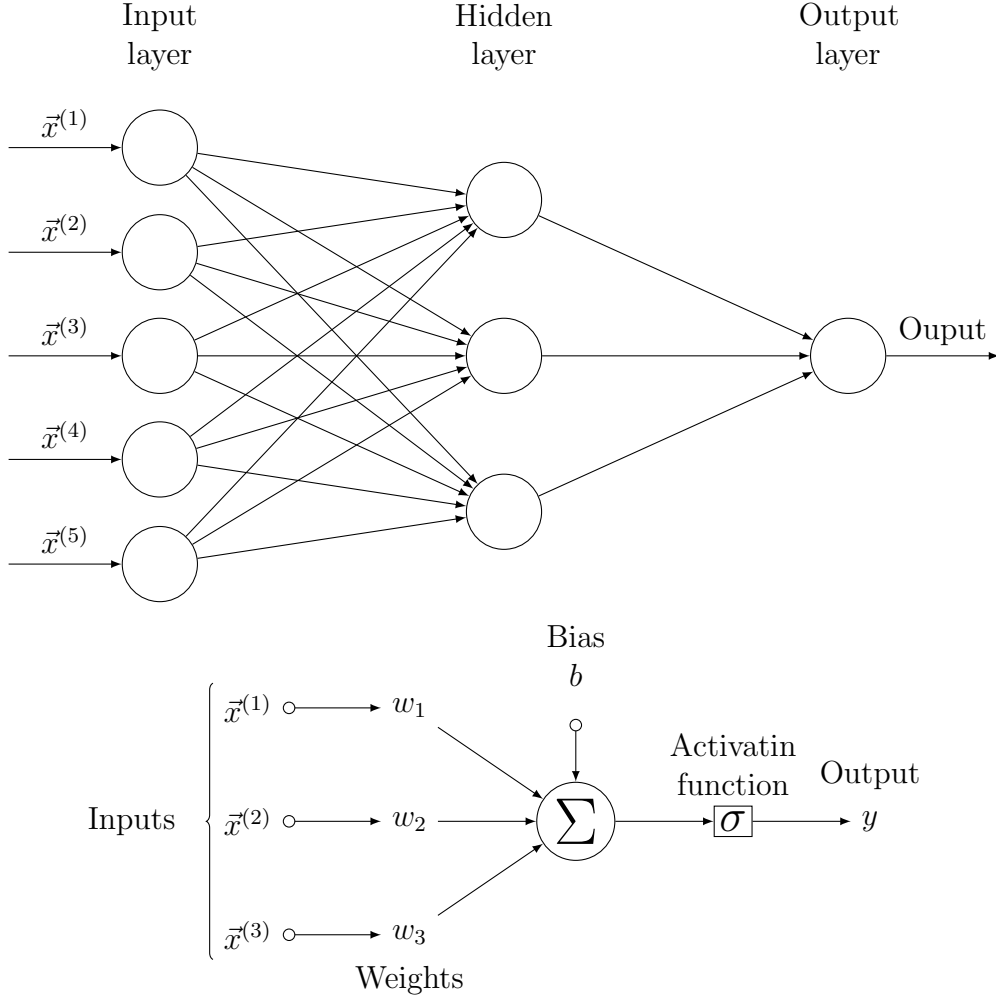 Input
layer
Hidden
layer
Output
layer
x⃗⁽¹⁾
x⃗⁽²⁾
x⃗⁽³⁾
Ouput
x⃗⁽⁴⁾
x⃗⁽⁵⁾
Bias
b
x⃗⁽¹⁾ w₁
Activatin
function
Output
Inputs
x⃗⁽²⁾ w₂ Σ σ y
x⃗⁽³⁾ w₃
Weights